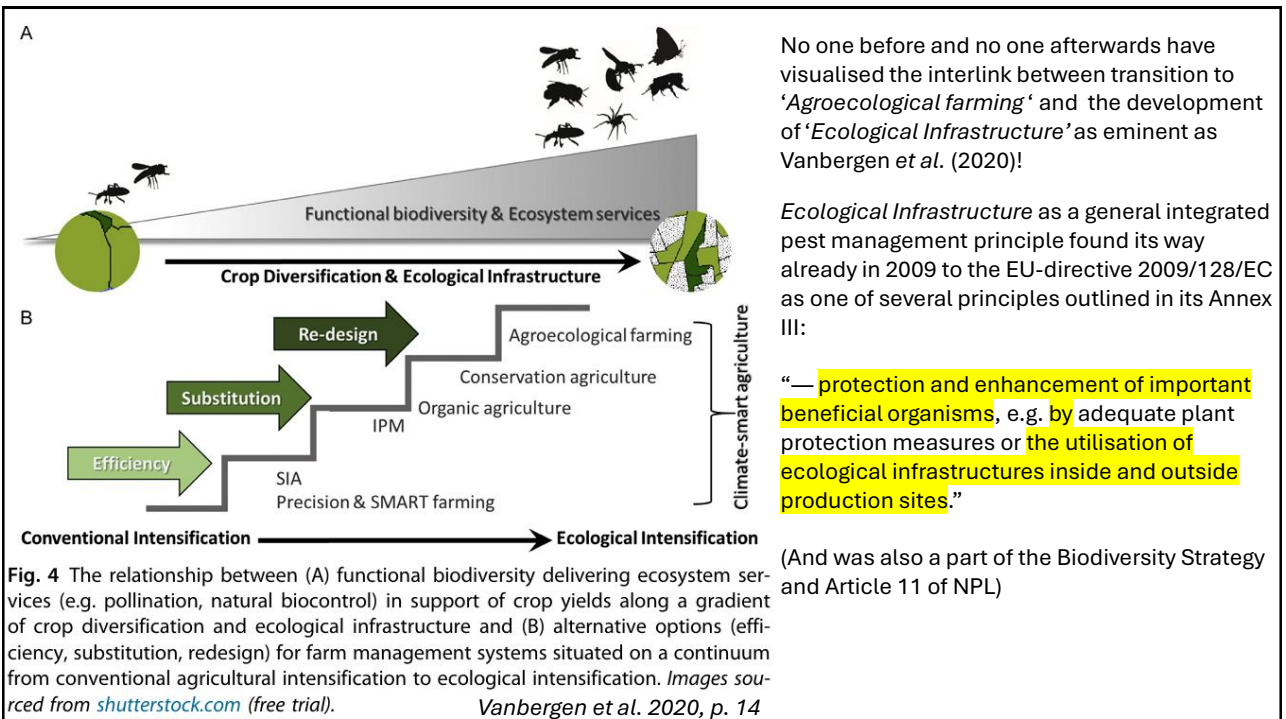 A
Functional biodiversity & Ecosystem services
Crop Diversification & Ecological Infrastructure
B
Re-design
Substitution
Efficiency
Agroecological farming
Conservation agriculture
Organic agriculture
IPM
SIA
Precision & SMART farming
Climate-smart agriculture
Conventional Intensification
Ecological Intensification
Fig. 4 The relationship between (A) functional biodiversity delivering ecosystem ser-
vices (e.g. pollination, natural biocontrol) in support of crop yields along a gradient
of crop diversification and ecological infrastructure and (B) alternative options (effi-
ciency, substitution, redesign) for farm management systems situated on a continuum
from conventional agricultural intensification to ecological intensification. Images sou-
rced from shutterstock.com (free trial).
Vanbergen et al. 2020, p. 14
No one before and no one afterwards have
visualised the interlink between transition to
‘Agroecological farming‘ and the development
of ‘Ecological Infrastructure’ as eminent as
Vanbergen et al. (2020)!
Ecological Infrastructure as a general integrated
pest management principle found its way
already in 2009 to the EU-directive 2009/128/EC
as one of several principles outlined in its Annex
III:
“— protection and enhancement of important
beneficial organisms, e.g. by adequate plant
protection measures or the utilisation of
ecological infrastructures inside and outside
production sites.”
(And was also a part of the Biodiversity Strategy
and Article 11 of NPL)